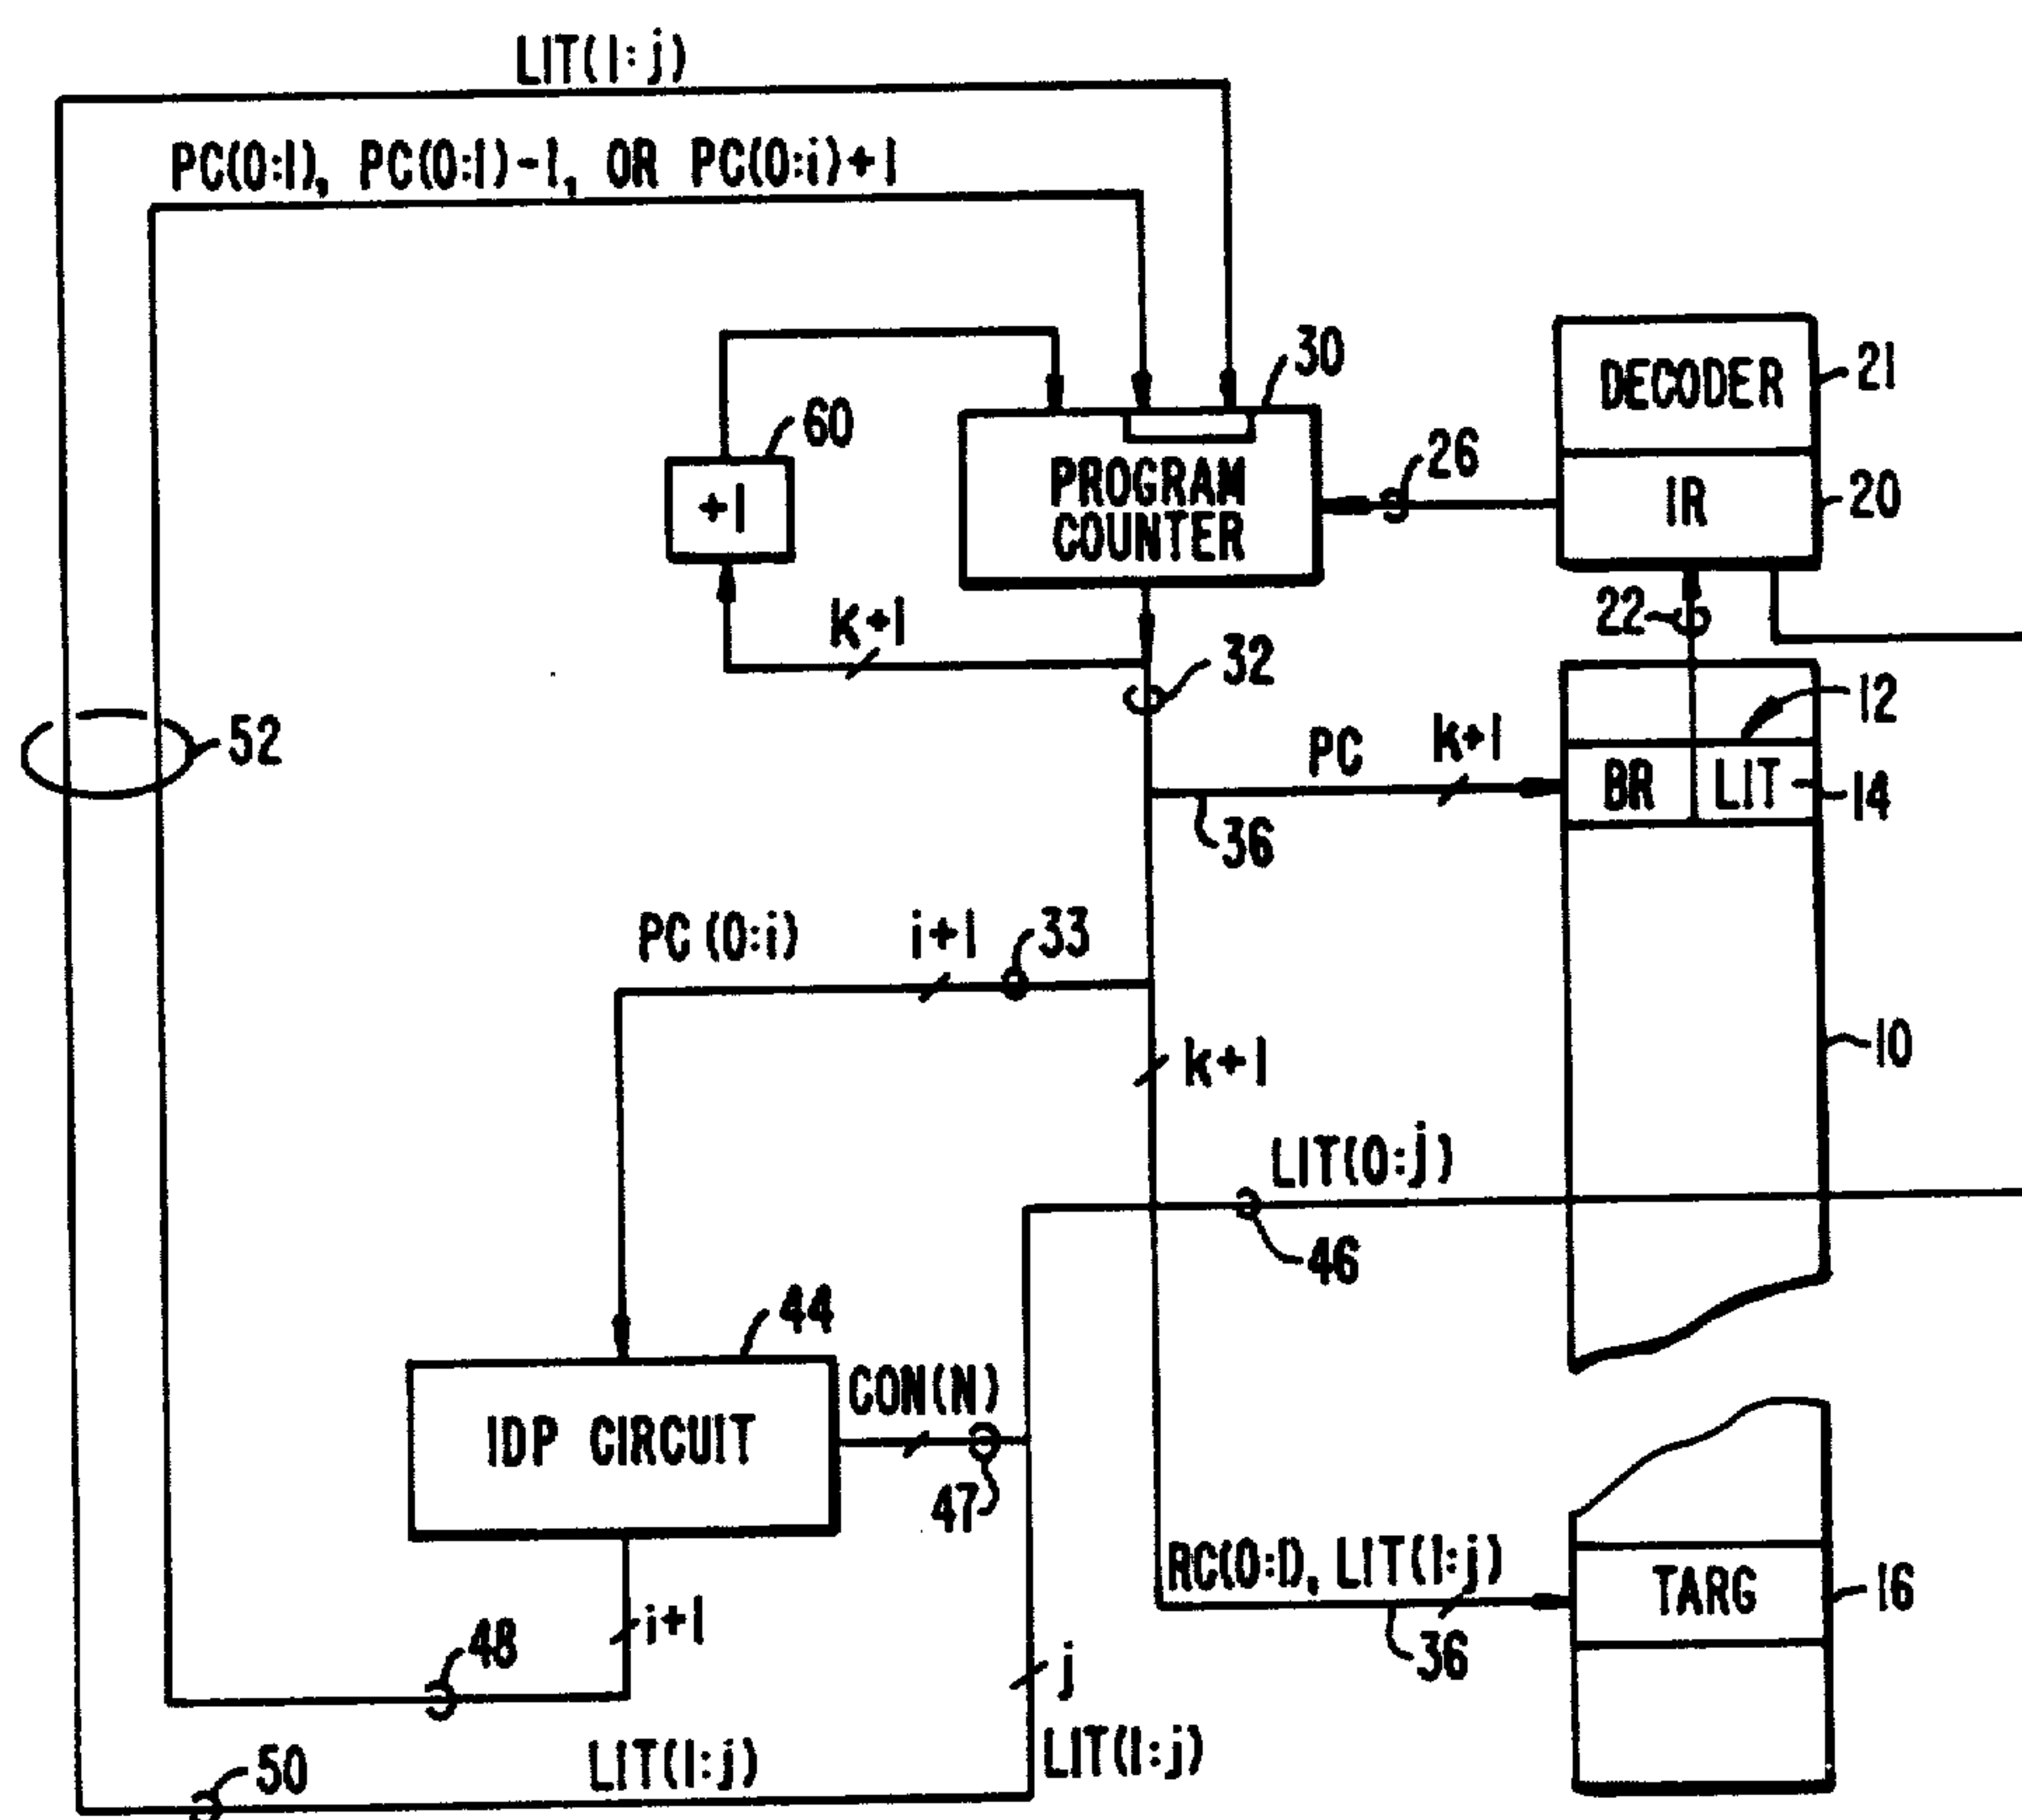 LIT(1:j)
PC(0:1), PC(0:1)-1, OR PC(0:i)+1
30
DECODER
21
60
+1
PROGRAM
COUNTER
26
IR
20
k+1
22
32
12
52
PC
k+1
BR
LIT
14
36
PC (0:i)
i+1
33
k+1
10
LIT(0:j)
46
44
CON(N)
IDP CIRCUIT
47
RC(0:D, LIT(1:j)
TARG
16
i+1
48
36
j
LIT(1:j)
LIT(1:j)
50